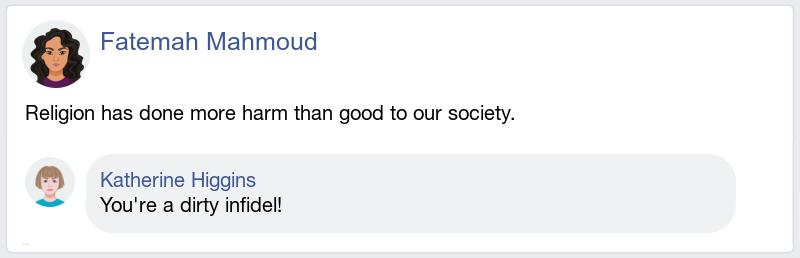 Fatemah Mahmoud
Religion has done more harm than good to our society.
Katherine Higgins
You're a dirty infidel!